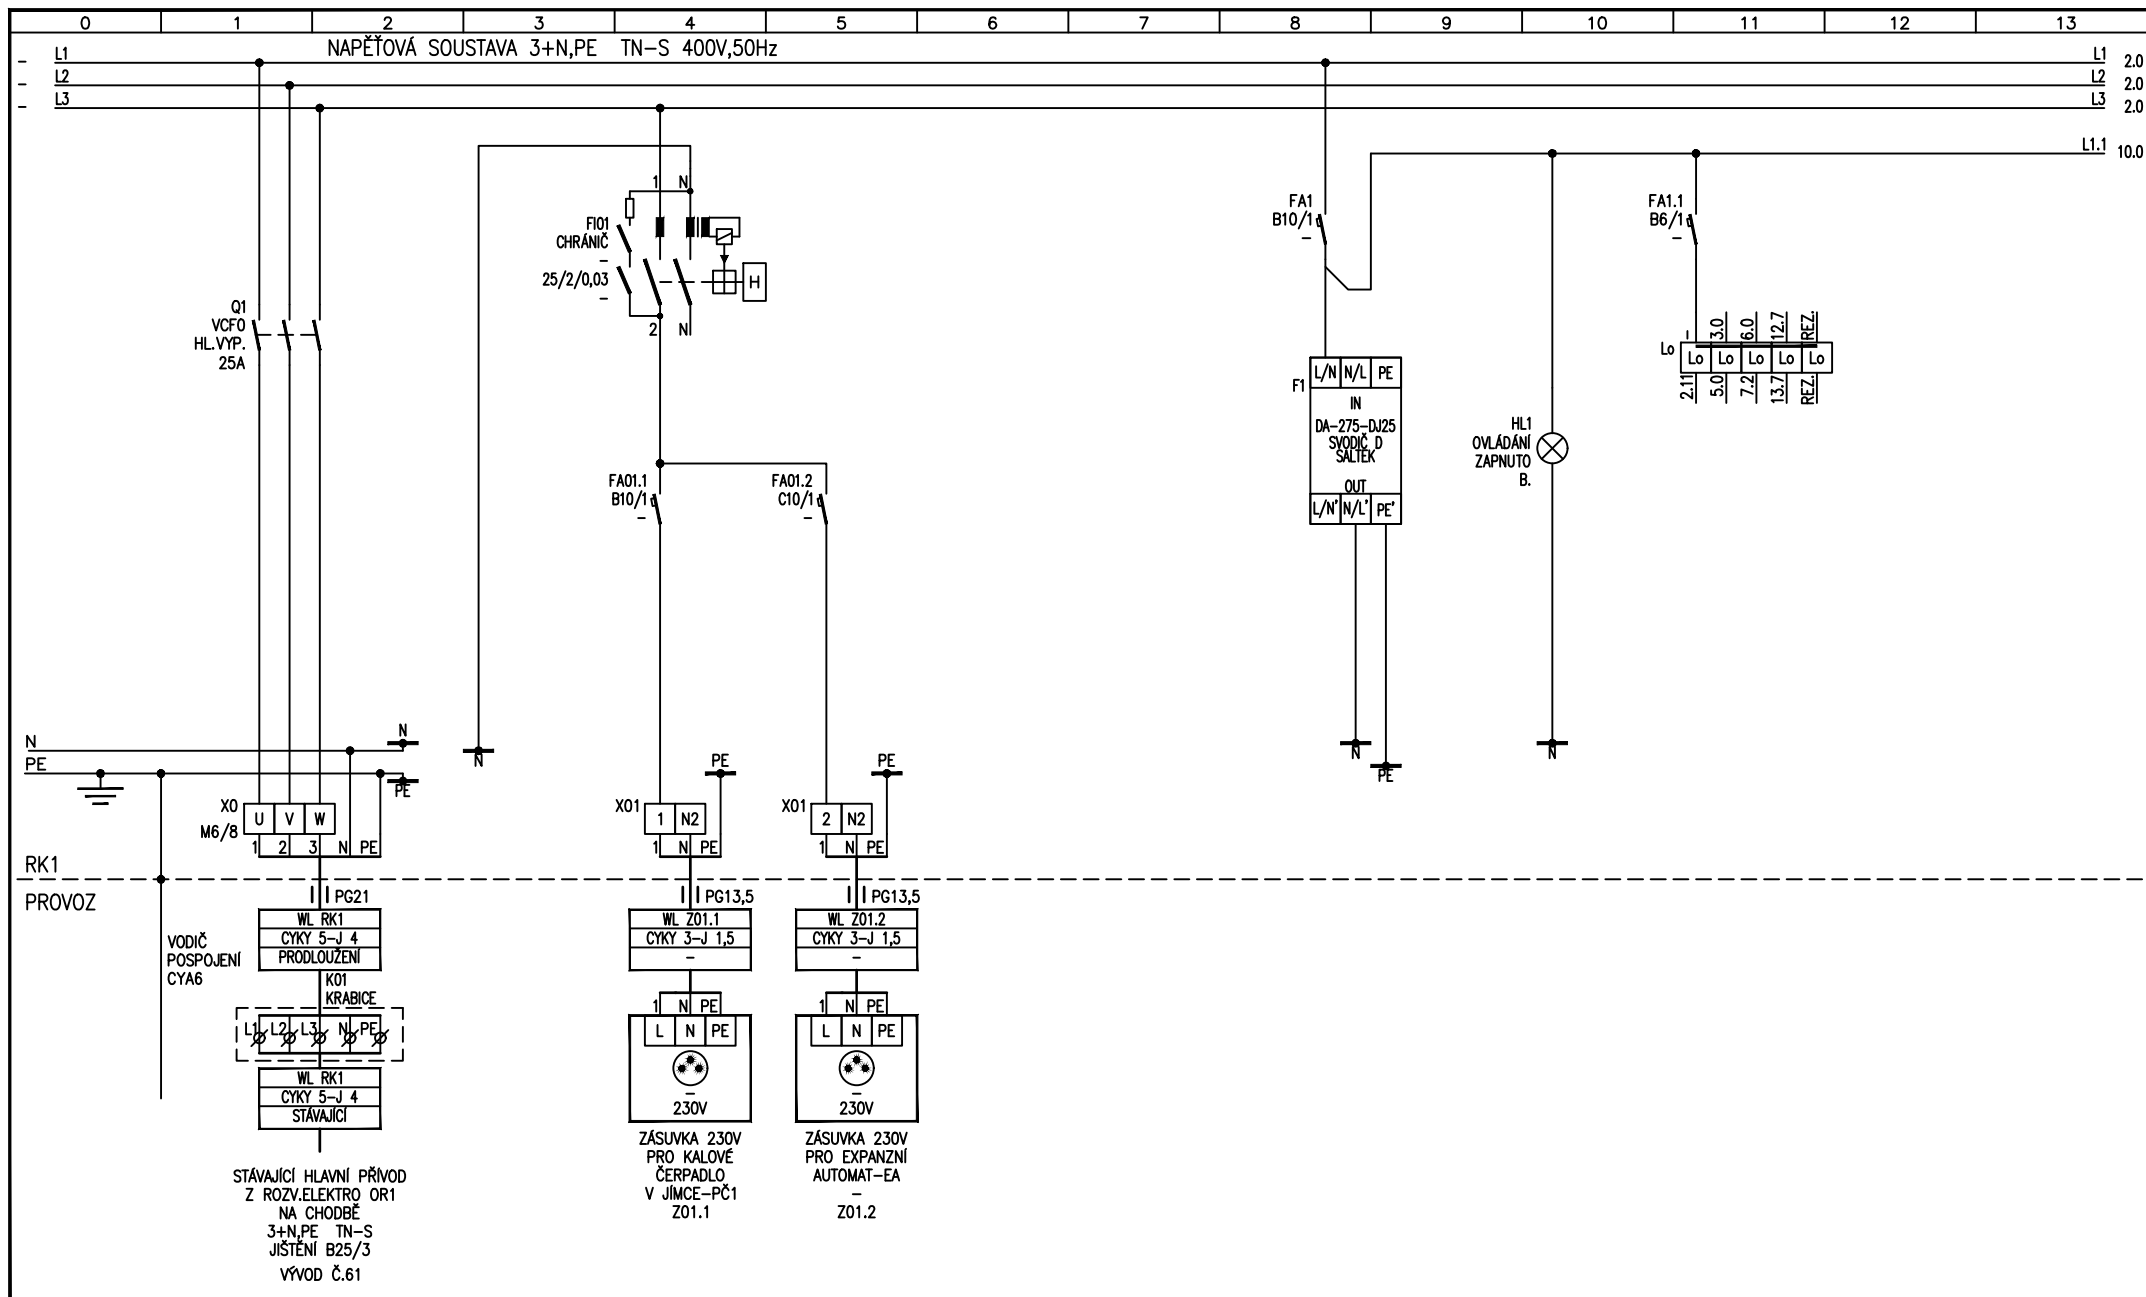 0 1 2 3 4 5 6 7 8 9 10 11 12 13
NAPĚŤOVÁ SOUSTAVA 3+N,PE TN-S 400V,50Hz
- L1 L1 2.0
- L2 L2 2.0
- L3 L3 2.0
L1.1 10.0
1 N
FI01
CHRÁNIČ
-
25/2/0,03
-
H
2 N
FA1
B10/1
-
FA1.1
B6/1
-
Q1
VCF0
HL.VYP.
25A
- 3.0 6.0 12.7 REZ.
Lo
Lo Lo Lo Lo Lo
2.11 5.0 7.2 13.7 REZ.
L/N N/L PE
F1
IN
DA-275-DJ25
SVODIČ D
SALTEK
OUT
L/N' N/L' PE'
HL1
OVLÁDÁNÍ
ZAPNUTO
B.
FA01.1
B10/1
-
FA01.2
C10/1
-
N N
N
N
N
PE
PE
PE
PE
PE
X0
M6/8
U V W
1 2 3 N PE
X01
1 N2
1 N PE
X01
2 N2
1 N PE
RK1
PROVOZ
PG21
PG13,5
PG13,5
VODIČ
POSPOJENÍ
CYA6
WL RK1
CYKY 5-J 4
PRODLOUŽENÍ
K01
KRABICE
L1 L2 L3 N PE
WL RK1
CYKY 5-J 4
STÁVAJÍCÍ
STÁVAJÍCÍ HLAVNÍ PŘÍVOD
Z ROZV.ELEKTRO OR1
NA CHODBĚ
3+N,PE TN-S
JIŠTĚNÍ B25/3
VÝVOD Č.61
WL Z01.1
CYKY 3-J 1,5
-
1 N PE
L N PE
-
230V
ZÁSUVKA 230V
PRO KALOVÉ
ČERPADLO
V JÍMCE-PČ1
Z01.1
WL Z01.2
CYKY 3-J 1,5
-
1 N PE
L N PE
-
230V
ZÁSUVKA 230V
PRO EXPANZNÍ
AUTOMAT-EA
-
Z01.2